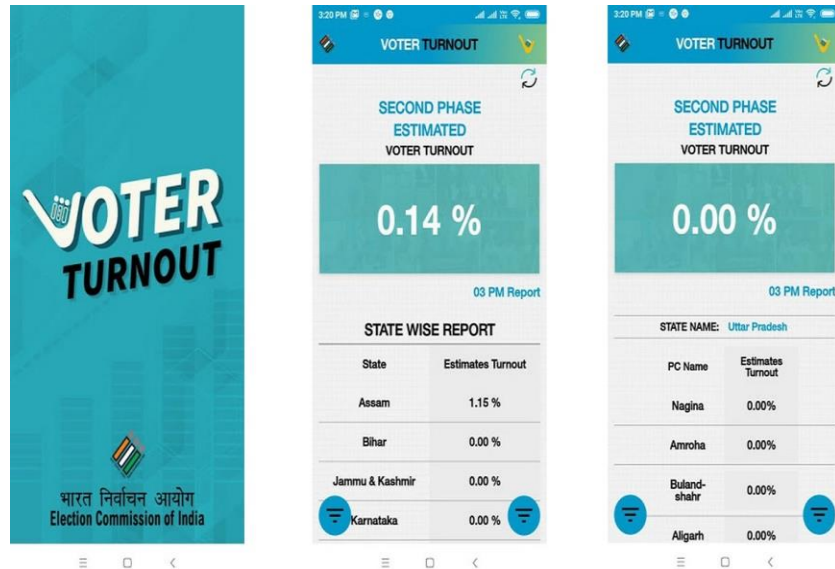 VOTER
TURNOUT
भारत निर्वाचन आयोग
Election Commission of India
3:20 PM
VOTER TURNOUT
SECOND PHASE
ESTIMATED
VOTER TURNOUT
0.14 %
03 PM Report
STATE WISE REPORT
State Estimates Turnout
Assam 1.15 %
Bihar 0.00 %
Jammu & Kashmir 0.00 %
Karnataka 0.00 %
3:20 PM
VOTER TURNOUT
SECOND PHASE
ESTIMATED
VOTER TURNOUT
0.00 %
03 PM Report
STATE NAME: Uttar Pradesh
PC Name Estimates
Turnout
Nagina 0.00%
Amroha 0.00%
Buland-
shahr 0.00%
Aligarh 0.00%